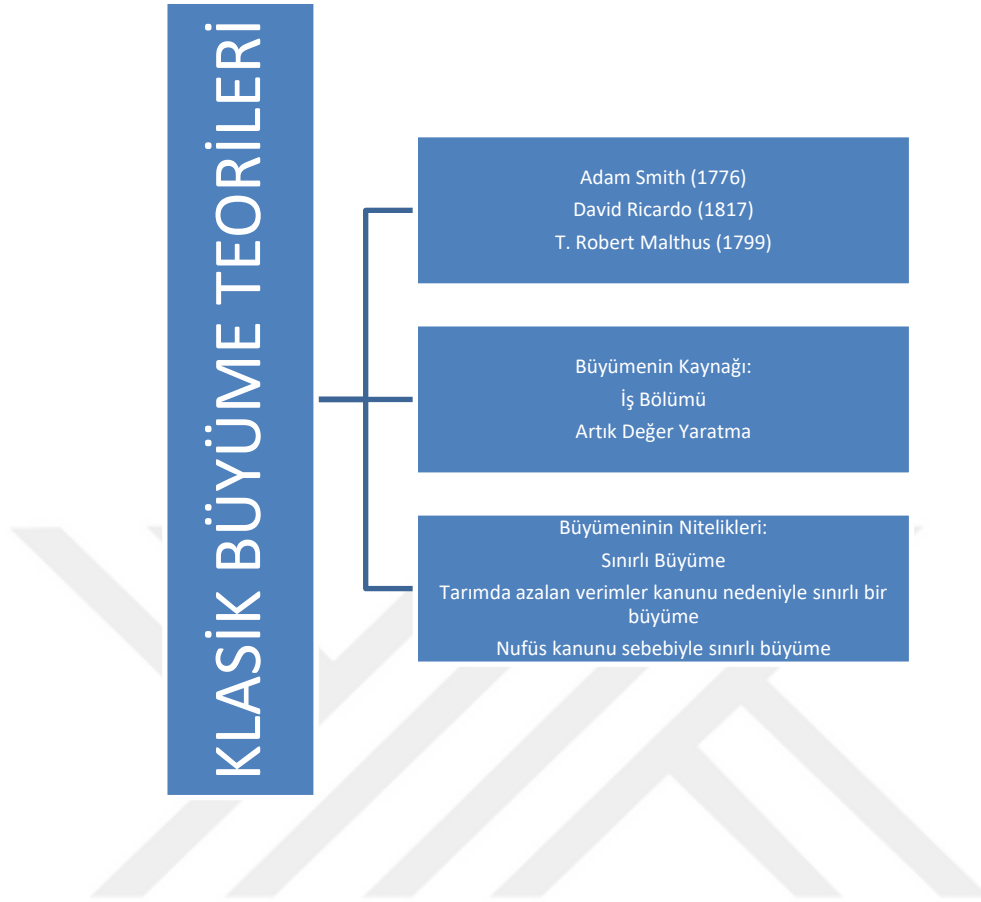 KLASİK BÜYÜME TEORİLERİ
Adam Smith (1776)
David Ricardo (1817)
T. Robert Malthus (1799)
Büyümenin Kaynağı:
İş Bölümü
Artık Değer Yaratma
Büyümeninin Nitelikleri:
Sınırlı Büyüme
Tarımda azalan verimler kanunu nedeniyle sınırlı bir
büyüme
Nufüs kanunu sebebiyle sınırlı büyüme